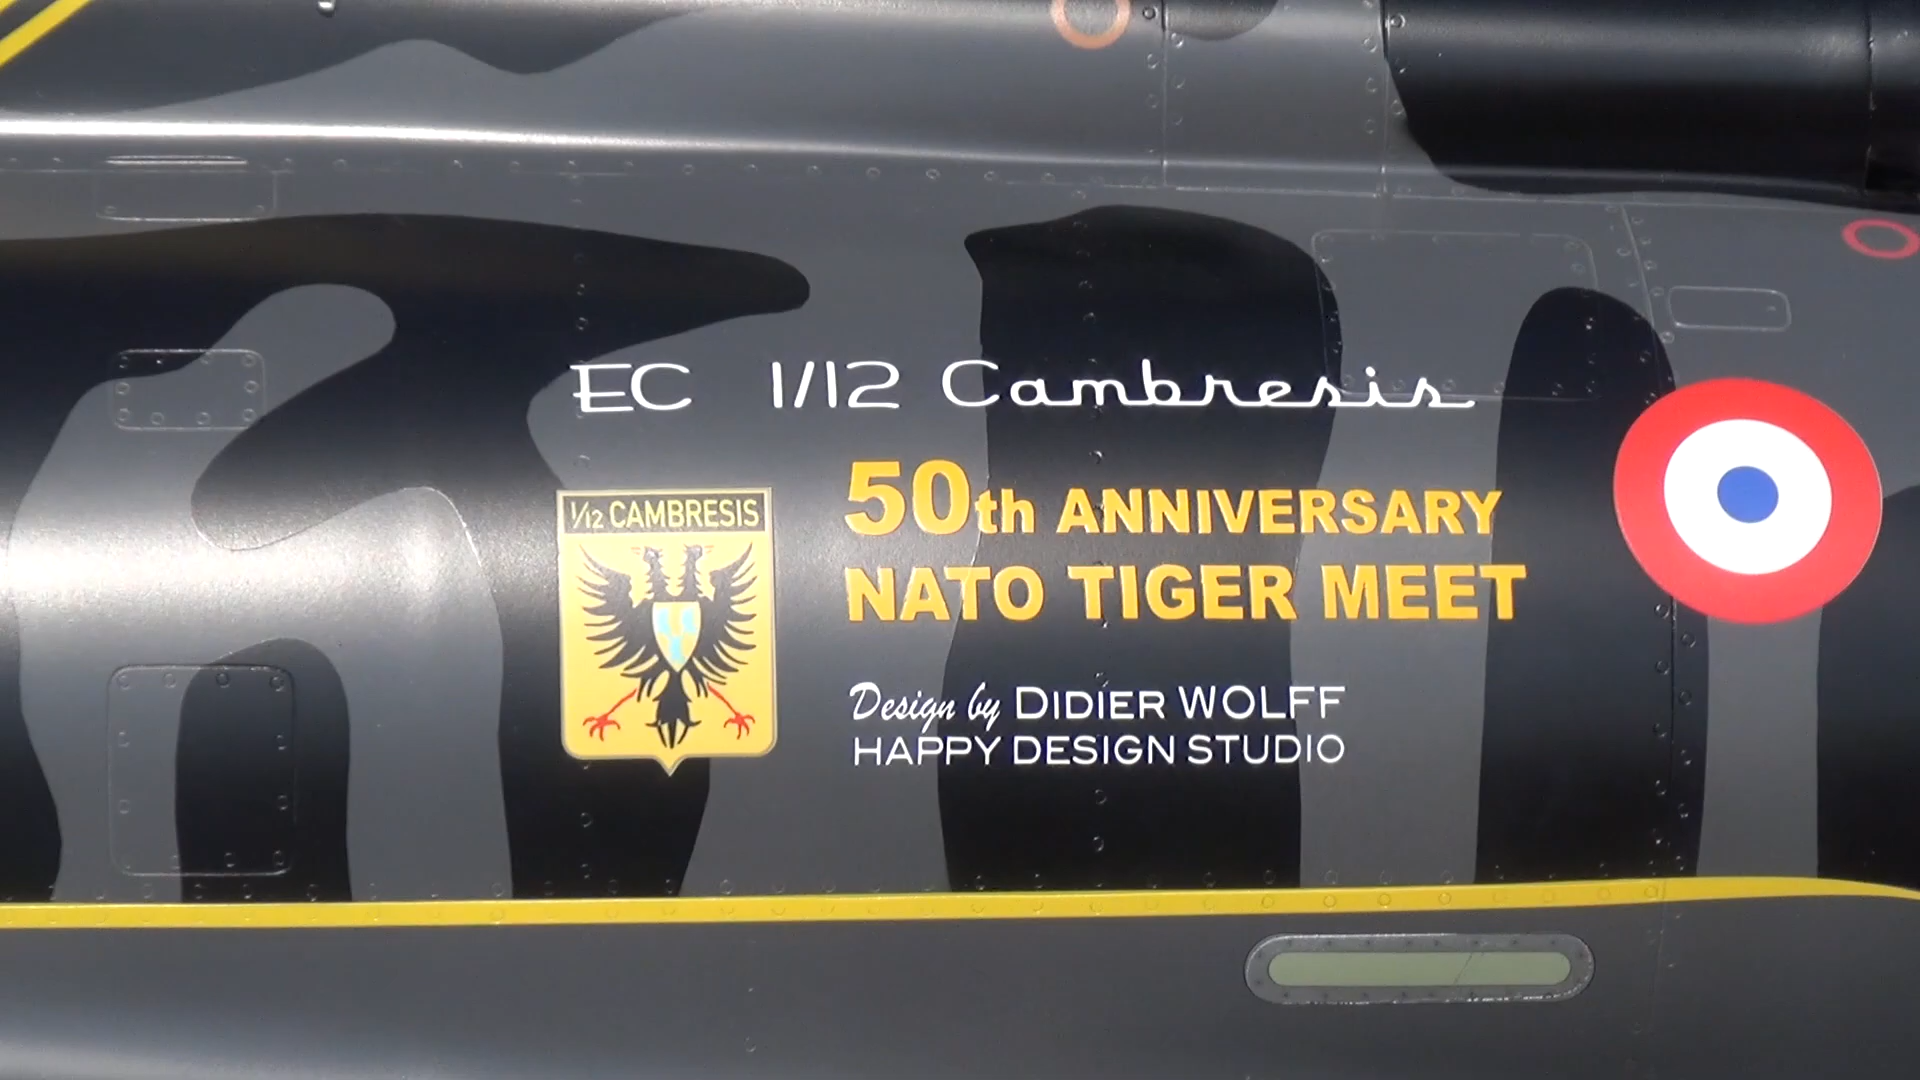 EC 1/12 Cambresis
1/12 CAMBRESIS
50th ANNIVERSARY
NATO TIGER MEET
Design by DIDIER WOLFF
HAPPY DESIGN STUDIO